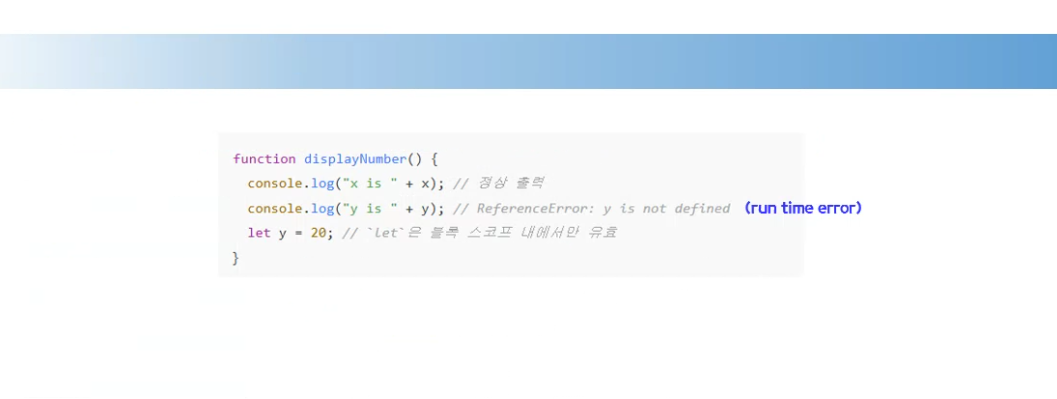 function displayNumber() {
console.log("x is " + x); // 정상 출력
console.log("y is " + y); // ReferenceError: y is not defined (run time error)
let y = 20; // `let`은 블록 스코프 내에서만 유효
}